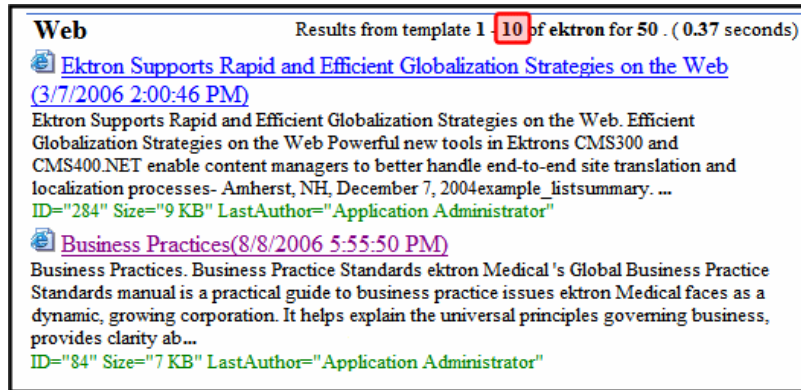 Web Results from template 1 - 10 of ektron for 50 . ( 0.37 seconds)
Ektron Supports Rapid and Efficient Globalization Strategies on the Web
(3/7/2006 2:00:46 PM)
Ektron Supports Rapid and Efficient Globalization Strategies on the Web. Efficient
Globalization Strategies on the Web Powerful new tools in Ektrons CMS300 and
CMS400.NET enable content managers to better handle end-to-end site translation and
localization processes- Amherst, NH, December 7, 2004example_listsummary. ...
ID="284" Size="9 KB" LastAuthor="Application Administrator"
Business Practices(8/8/2006 5:55:50 PM)
Business Practices. Business Practice Standards ektron Medical 's Global Business Practice
Standards manual is a practical guide to business practice issues ektron Medical faces as a
dynamic, growing corporation. It helps explain the universal principles governing business,
provides clarity ab...
ID="84" Size="7 KB" LastAuthor="Application Administrator"